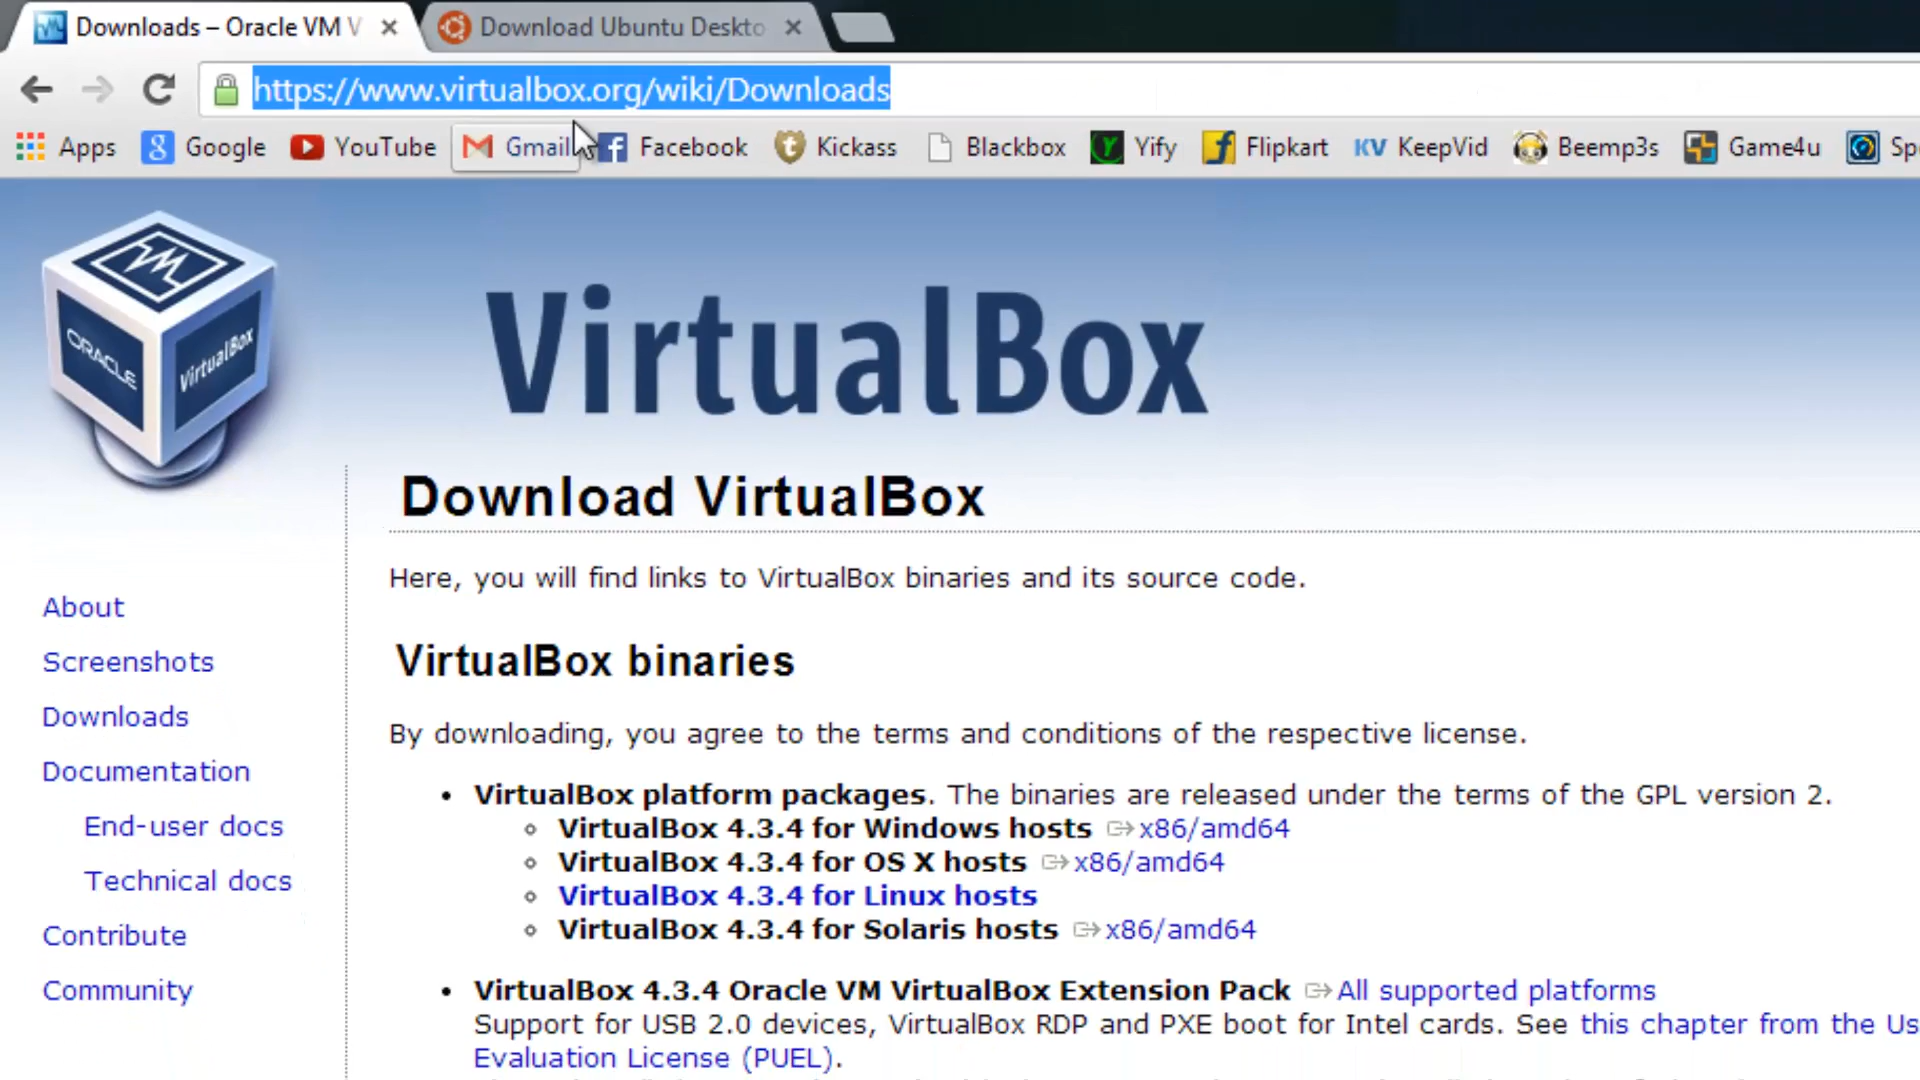 Downloads – Oracle VM V
Download Ubuntu Deskto
https://www.virtualbox.org/wiki/Downloads
Apps Google YouTube Gmail Facebook Kickass Blackbox Yify Flipkart KV KeepVid Beemp3s Game4u Sp
ORACLE VirtualBox
VirtualBox
Download VirtualBox
Here, you will find links to VirtualBox binaries and its source code.
About
Screenshots
Downloads
Documentation
End-user docs
Technical docs
Contribute
Community
VirtualBox binaries
By downloading, you agree to the terms and conditions of the respective license.
• VirtualBox platform packages. The binaries are released under the terms of the GPL version 2.
VirtualBox 4.3.4 for Windows hosts x86/amd64
VirtualBox 4.3.4 for OS X hosts x86/amd64
VirtualBox 4.3.4 for Linux hosts
VirtualBox 4.3.4 for Solaris hosts x86/amd64
• VirtualBox 4.3.4 Oracle VM VirtualBox Extension Pack All supported platforms
Support for USB 2.0 devices, VirtualBox RDP and PXE boot for Intel cards. See this chapter from the Us
Evaluation License (PUEL).